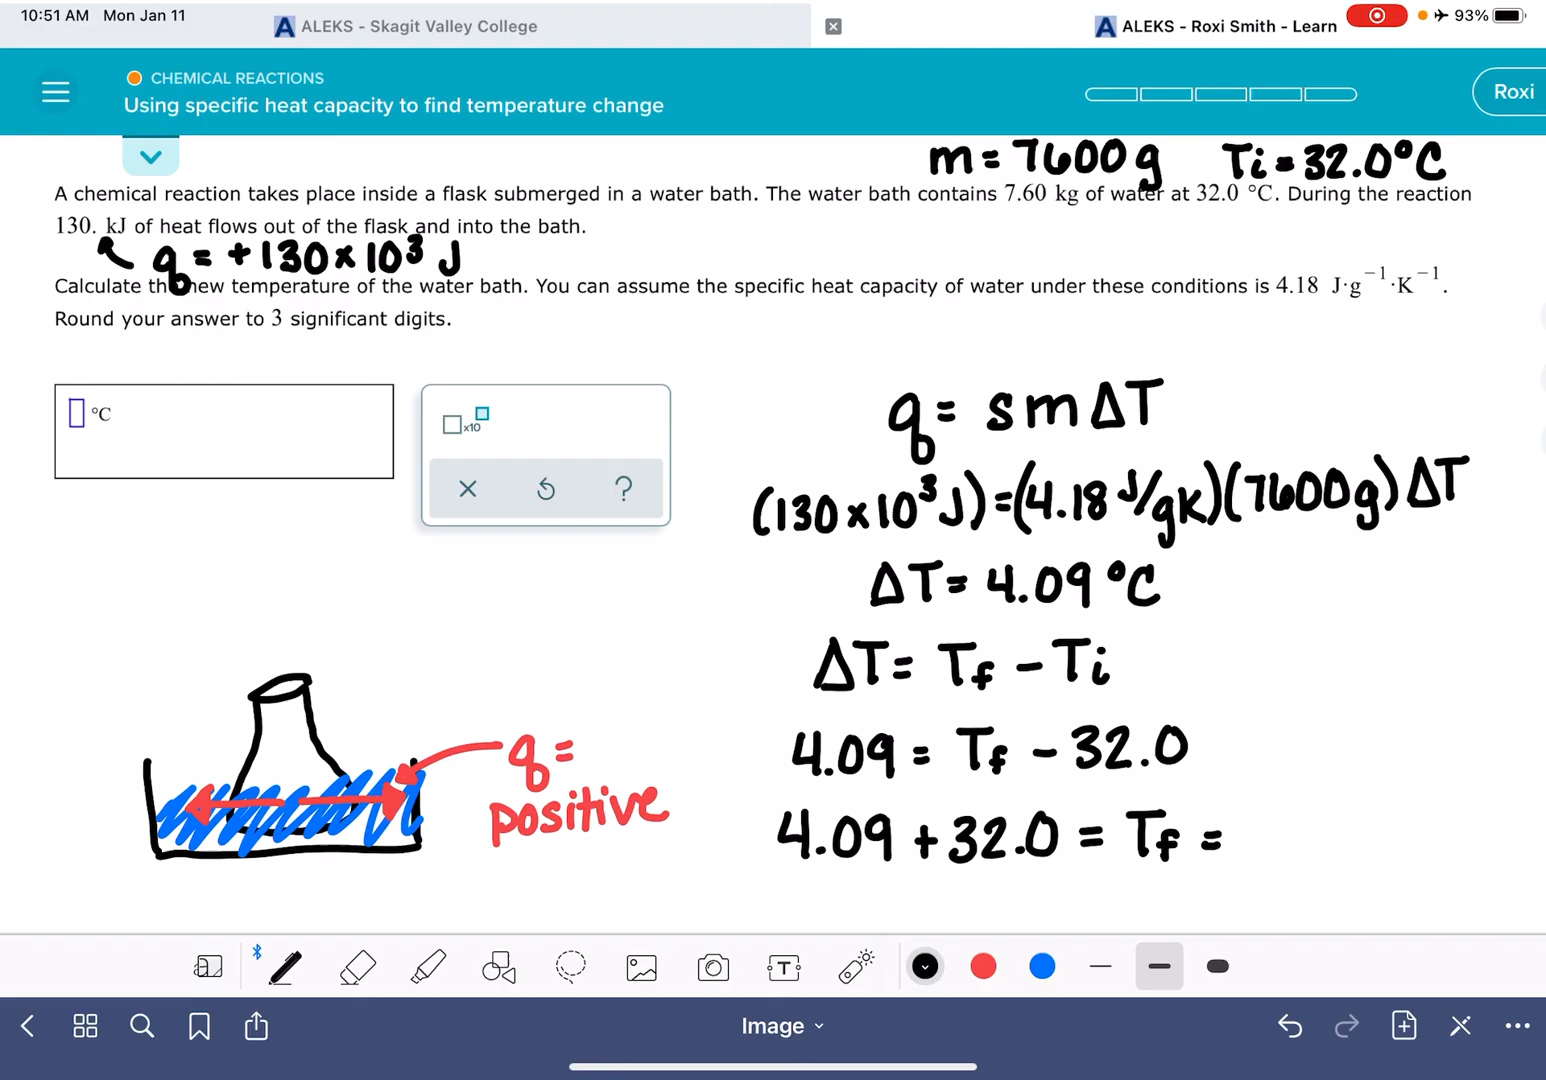 10:51 AM Mon Jan 11
ALEKS - Skagit Valley College
ALEKS - Roxi Smith - Learn
93%
CHEMICAL REACTIONS
Using specific heat capacity to find temperature change
Roxi
m = 7600 g Ti = 32.0°C
A chemical reaction takes place inside a flask submerged in a water bath. The water bath contains 7.60 kg of water at 32.0 °C. During the reaction
130. kJ of heat flows out of the flask and into the bath.
q = +130 x 10³ J
Calculate the new temperature of the water bath. You can assume the specific heat capacity of water under these conditions is 4.18 J·g⁻¹·K⁻¹.
Round your answer to 3 significant digits.
°C
x10
?
q = s m ΔT
(130 x 10³ J) = (4.18 J/gK)(7600g) ΔT
ΔT = 4.09 °C
ΔT = Tf - Ti
4.09 = Tf - 32.0
4.09 + 32.0 = Tf =
q =
positive
T
Image